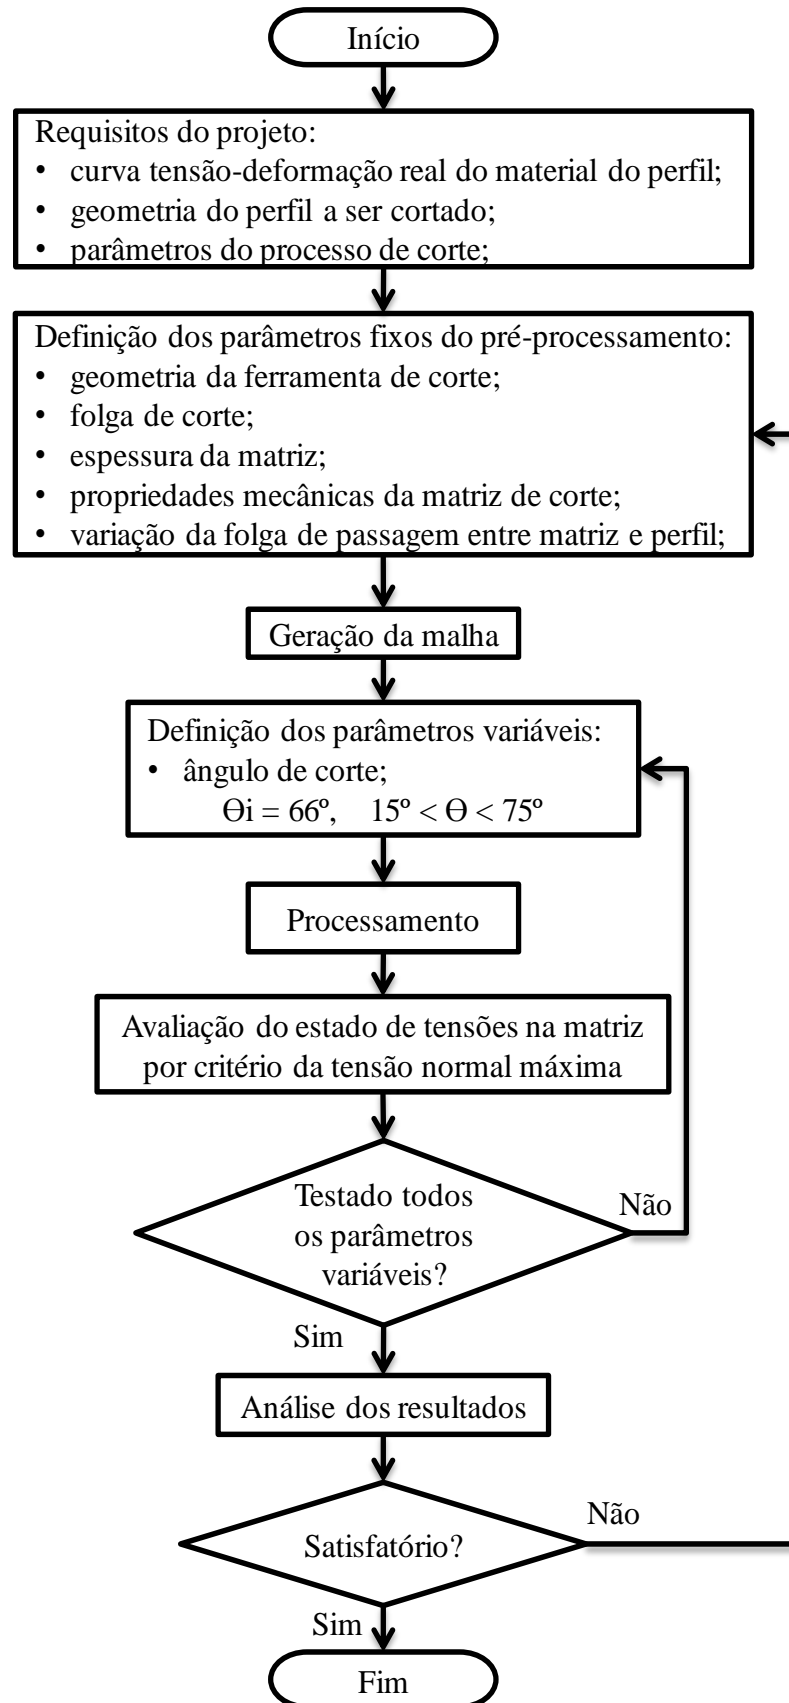 Início
Requisitos do projeto:
• curva tensão-deformação real do material do perfil;
• geometria do perfil a ser cortado;
• parâmetros do processo de corte;
Definição dos parâmetros fixos do pré-processamento:
• geometria da ferramenta de corte;
• folga de corte;
• espessura da matriz;
• propriedades mecânicas da matriz de corte;
• variação da folga de passagem entre matriz e perfil;
Geração da malha
Definição dos parâmetros variáveis:
• ângulo de corte;
ϴi = 66º, 15º < ϴ < 75º
Processamento
Avaliação do estado de tensões na matriz
por critério da tensão normal máxima
Testado todos
os parâmetros
variáveis?
Não
Sim
Análise dos resultados
Satisfatório?
Não
Sim
Fim